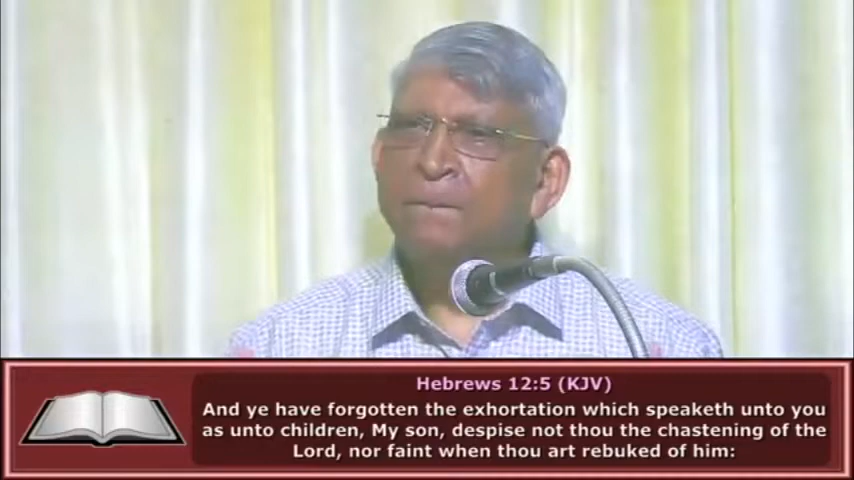 Hebrews 12:5 (KJV)
And ye have forgotten the exhortation which speaketh unto you
as unto children, My son, despise not thou the chastening of the
Lord, nor faint when thou art rebuked of him: